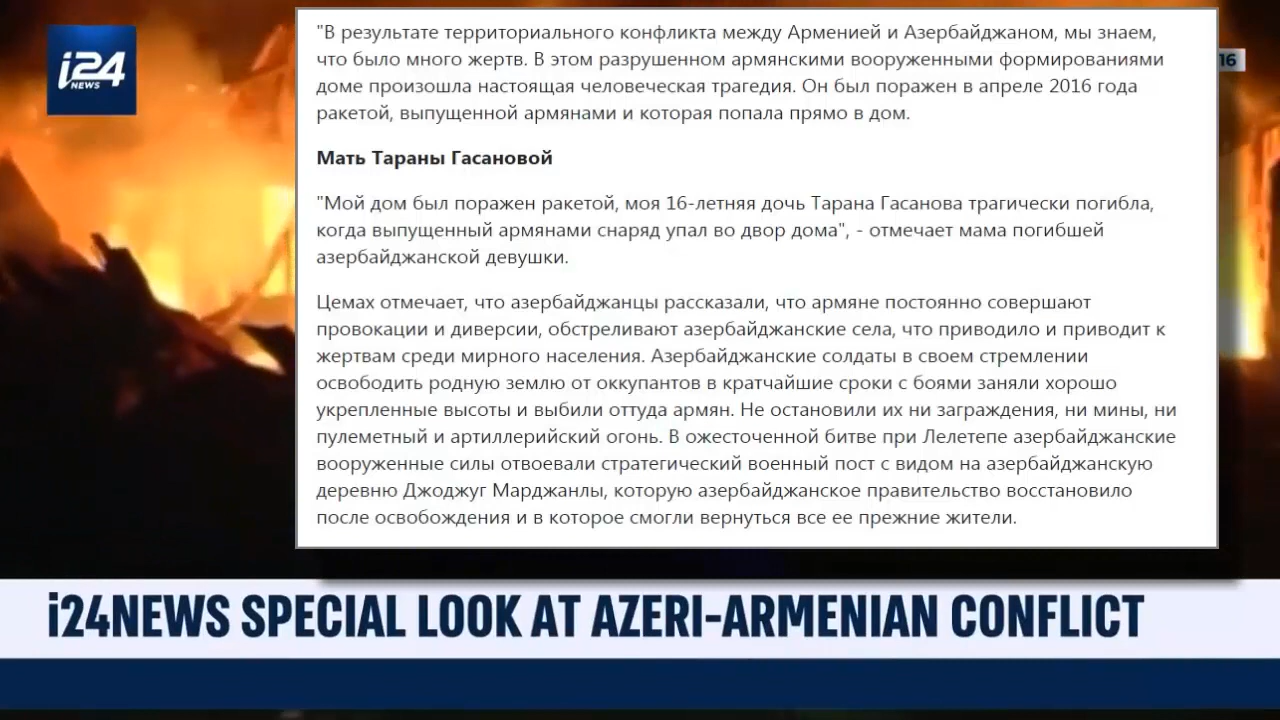 i24
NEWS
16
"В результате территориального конфликта между Арменией и Азербайджаном, мы знаем,
что было много жертв. В этом разрушенном армянскими вооруженными формированиями
доме произошла настоящая человеческая трагедия. Он был поражен в апреле 2016 года
ракетой, выпущенной армянами и которая попала прямо в дом.
Мать Тараны Гасановой
"Мой дом был поражен ракетой, моя 16-летняя дочь Тарана Гасанова трагически погибла,
когда выпущенный армянами снаряд упал во двор дома", - отмечает мама погибшей
азербайджанской девушки.
Цемах отмечает, что азербайджанцы рассказали, что армяне постоянно совершают
провокации и диверсии, обстреливают азербайджанские села, что приводило и приводит к
жертвам среди мирного населения. Азербайджанские солдаты в своем стремлении
освободить родную землю от оккупантов в кратчайшие сроки с боями заняли хорошо
укрепленные высоты и выбили оттуда армян. Не остановили их ни заграждения, ни мины, ни
пулеметный и артиллерийский огонь. В ожесточенной битве при Лелетепе азербайджанские
вооруженные силы отвоевали стратегический военный пост с видом на азербайджанскую
деревню Джоджуг Марджанлы, которую азербайджанское правительство восстановило
после освобождения и в которое смогли вернуться все ее прежние жители.
i24NEWS SPECIAL LOOK AT AZERI-ARMENIAN CONFLICT